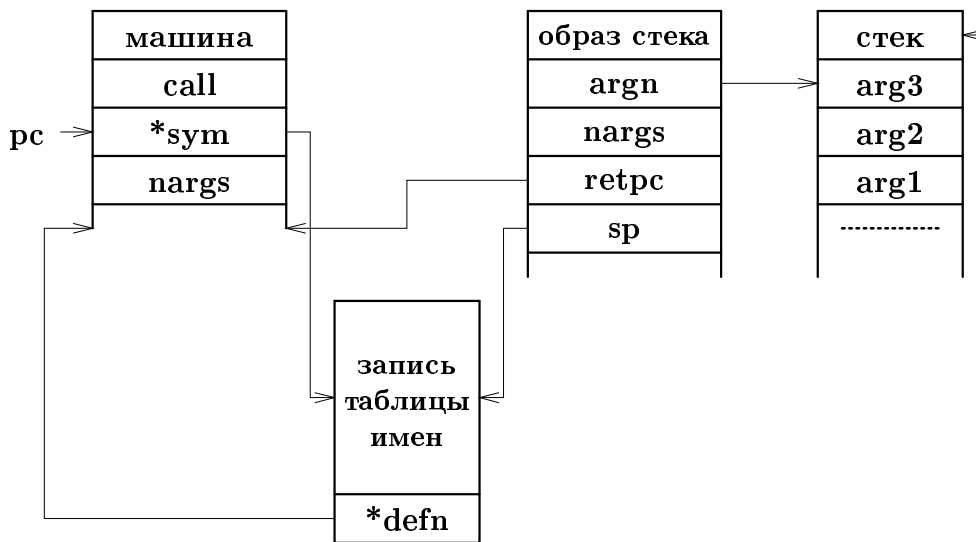 машина
call
pc
*sym
nargs
образ стека
argn
nargs
retpc
sp
стек
arg3
arg2
arg1
запись
таблицы
имен
*defn